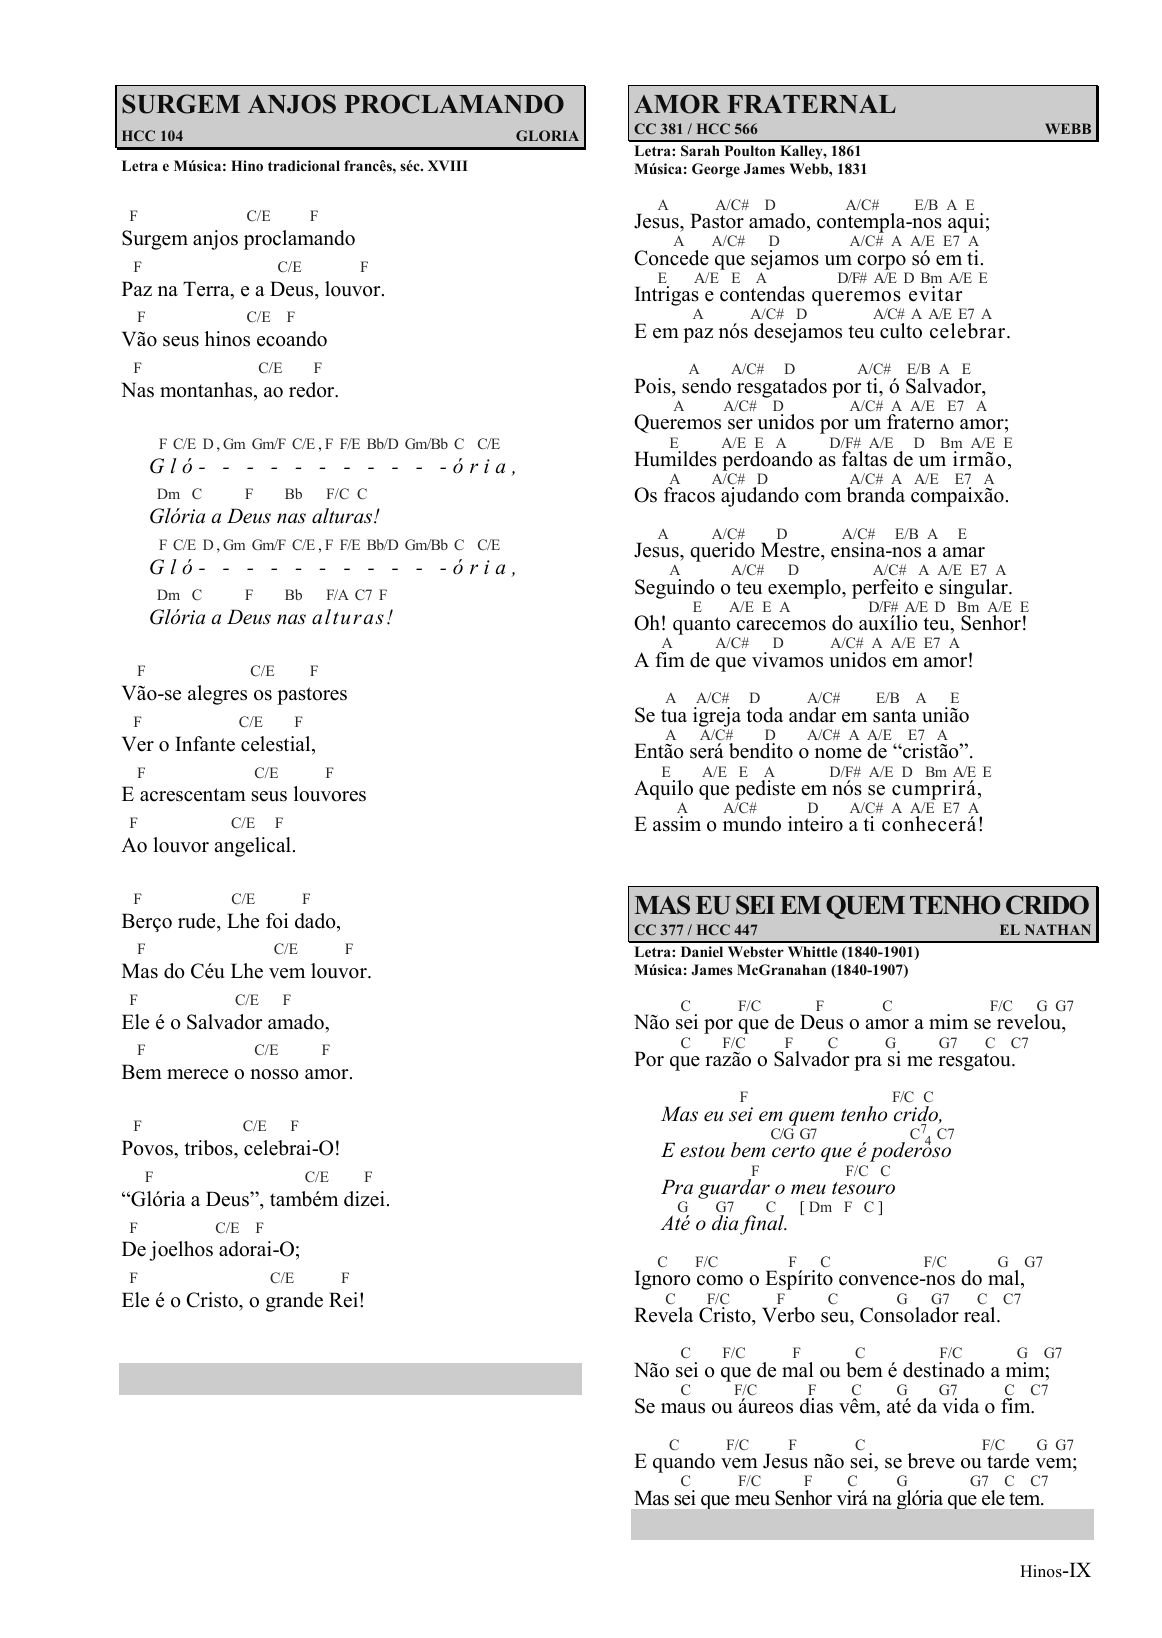 SURGEM ANJOS PROCLAMANDO
HCC 104 GLORIA
Letra e Música: Hino tradicional francês, séc. XVIII
F C/E F
Surgem anjos proclamando
F C/E F
Paz na Terra, e a Deus, louvor.
F C/E F
Vão seus hinos ecoando
F C/E F
Nas montanhas, ao redor.
F C/E D , Gm Gm/F C/E , F F/E Bb/D Gm/Bb C C/E
G l ó - - - - - - - - - - - ó r i a ,
Dm C F Bb F/C C
Glória a Deus nas alturas!
F C/E D , Gm Gm/F C/E , F F/E Bb/D Gm/Bb C C/E
G l ó - - - - - - - - - - - ó r i a ,
Dm C F Bb F/A C7 F
Glória a Deus nas alturas!
F C/E F
Vão-se alegres os pastores
F C/E F
Ver o Infante celestial,
F C/E F
E acrescentam seus louvores
F C/E F
Ao louvor angelical.
F C/E F
Berço rude, Lhe foi dado,
F C/E F
Mas do Céu Lhe vem louvor.
F C/E F
Ele é o Salvador amado,
F C/E F
Bem merece o nosso amor.
F C/E F
Povos, tribos, celebrai-O!
F C/E F
“Glória a Deus”, também dizei.
F C/E F
De joelhos adorai-O;
F C/E F
Ele é o Cristo, o grande Rei!
AMOR FRATERNAL
CC 381 / HCC 566 WEBB
Letra: Sarah Poulton Kalley, 1861
Música: George James Webb, 1831
A A/C# D A/C# E/B A E
Jesus, Pastor amado, contempla-nos aqui;
A A/C# D A/C# A A/E E7 A
Concede que sejamos um corpo só em ti.
E A/E E A D/F# A/E D Bm A/E E
Intrigas e contendas queremos evitar
A A/C# D A/C# A A/E E7 A
E em paz nós desejamos teu culto celebrar.
A A/C# D A/C# E/B A E
Pois, sendo resgatados por ti, ó Salvador,
A A/C# D A/C# A A/E E7 A
Queremos ser unidos por um fraterno amor;
E A/E E A D/F# A/E D Bm A/E E
Humildes perdoando as faltas de um irmão,
A A/C# D A/C# A A/E E7 A
Os fracos ajudando com branda compaixão.
A A/C# D A/C# E/B A E
Jesus, querido Mestre, ensina-nos a amar
A A/C# D A/C# A A/E E7 A
Seguindo o teu exemplo, perfeito e singular.
E A/E E A D/F# A/E D Bm A/E E
Oh! quanto carecemos do auxílio teu, Senhor!
A A/C# D A/C# A A/E E7 A
A fim de que vivamos unidos em amor!
A A/C# D A/C# E/B A E
Se tua igreja toda andar em santa união
A A/C# D A/C# A A/E E7 A
Então será bendito o nome de “cristão”.
E A/E E A D/F# A/E D Bm A/E E
Aquilo que pediste em nós se cumprirá,
A A/C# D A/C# A A/E E7 A
E assim o mundo inteiro a ti conhecerá!
MAS EU SEI EM QUEM TENHO CRIDO
CC 377 / HCC 447 EL NATHAN
Letra: Daniel Webster Whittle (1840-1901)
Música: James McGranahan (1840-1907)
C F/C F C F/C G G7
Não sei por que de Deus o amor a mim se revelou,
C F/C F C G G7 C C7
Por que razão o Salvador pra si me resgatou.
F F/C C
Mas eu sei em quem tenho crido,
C/G G7 C7 4 C7
E estou bem certo que é poderoso
F F/C C
Pra guardar o meu tesouro
G G7 C [ Dm F C ]
Até o dia final.
C F/C F C F/C G G7
Ignoro como o Espírito convence-nos do mal,
C F/C F C G G7 C C7
Revela Cristo, Verbo seu, Consolador real.
C F/C F C F/C G G7
Não sei o que de mal ou bem é destinado a mim;
C F/C F C G G7 C C7
Se maus ou áureos dias vêm, até da vida o fim.
C F/C F C F/C G G7
E quando vem Jesus não sei, se breve ou tarde vem;
C F/C F C G G7 C C7
Mas sei que meu Senhor virá na glória que ele tem.
Hinos-IX